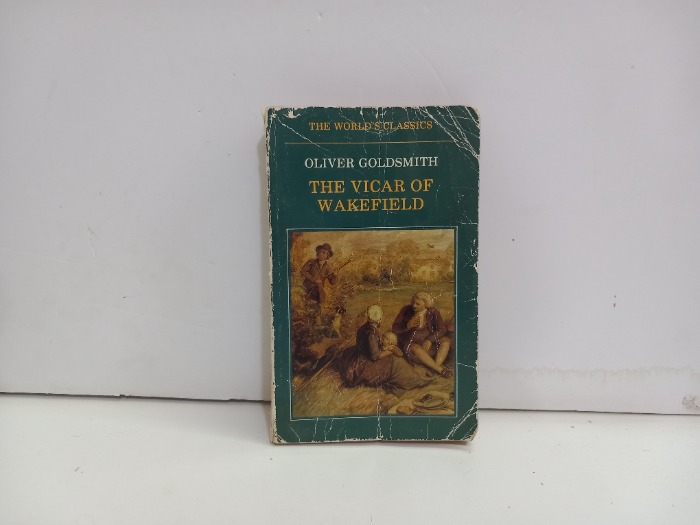 THE WORLD'S CLASSICS
OLIVER GOLDSMITH
THE VICAR OF
WAKEFIELD